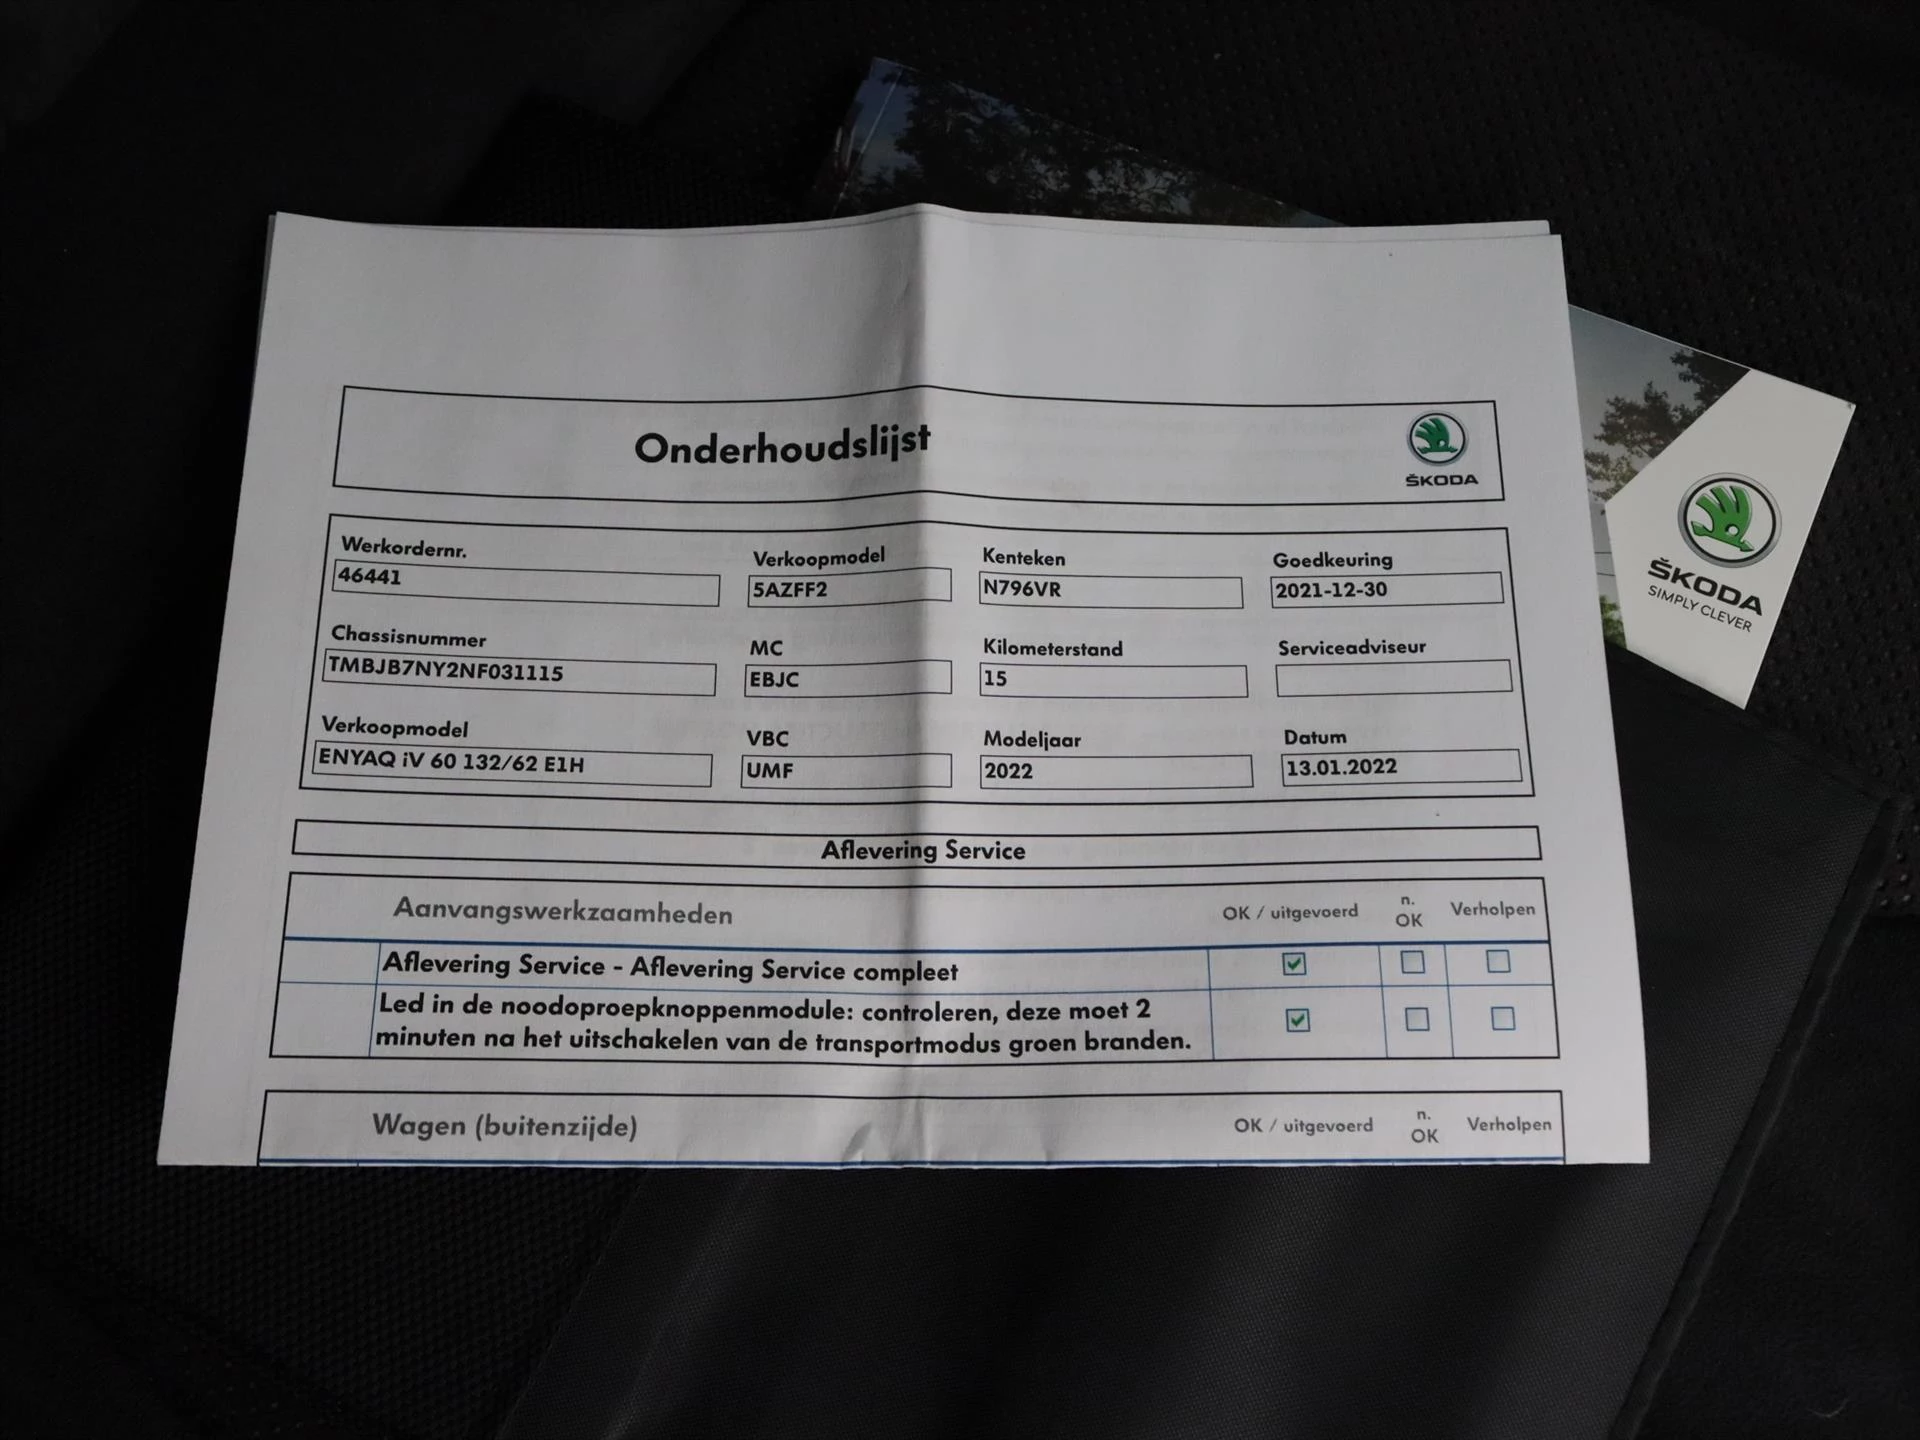 Onderhoudslijst
ŠKODA
Werkordernr. Verkoopmodel Kenteken Goedkeuring
46441 5AZFF2 N796VR 2021-12-30
Chassisnummer MC Kilometerstand Serviceadviseur
TMBJB7NY2NF031115 EBJC 15
Verkoopmodel VBC Modeljaar Datum
ENYAQ iV 60 132/62 E1H UMF 2022 13.01.2022
Aflevering Service
Aanvangswerkzaamheden OK / uitgevoerd n. OK Verholpen
Aflevering Service - Aflevering Service compleet
Led in de noodoproepknoppenmodule: controleren, deze moet 2
minuten na het uitschakelen van de transportmodus groen branden.
Wagen (buitenzijde) OK / uitgevoerd n. OK Verholpen
ŠKODA
SIMPLY CLEVER